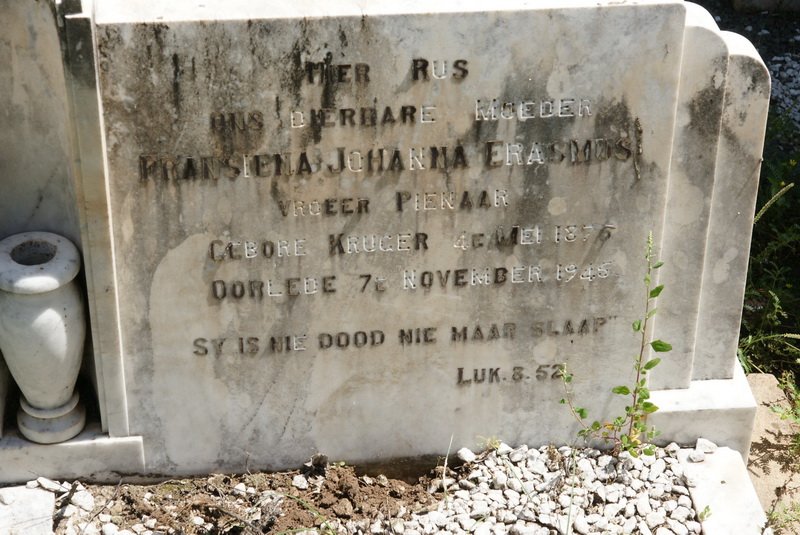 HIER RUS
ONS DIERBARE MOEDER
FRANSIENA JOHANNA ERASMUS
VROEER PIENAAR
GEBORE KRUGER 4E MEI 1875
OORLEDE 7E NOVEMBER 1945
SY IS NIE DOOD NIE MAAR SLAAP"
LUK. 8. 52